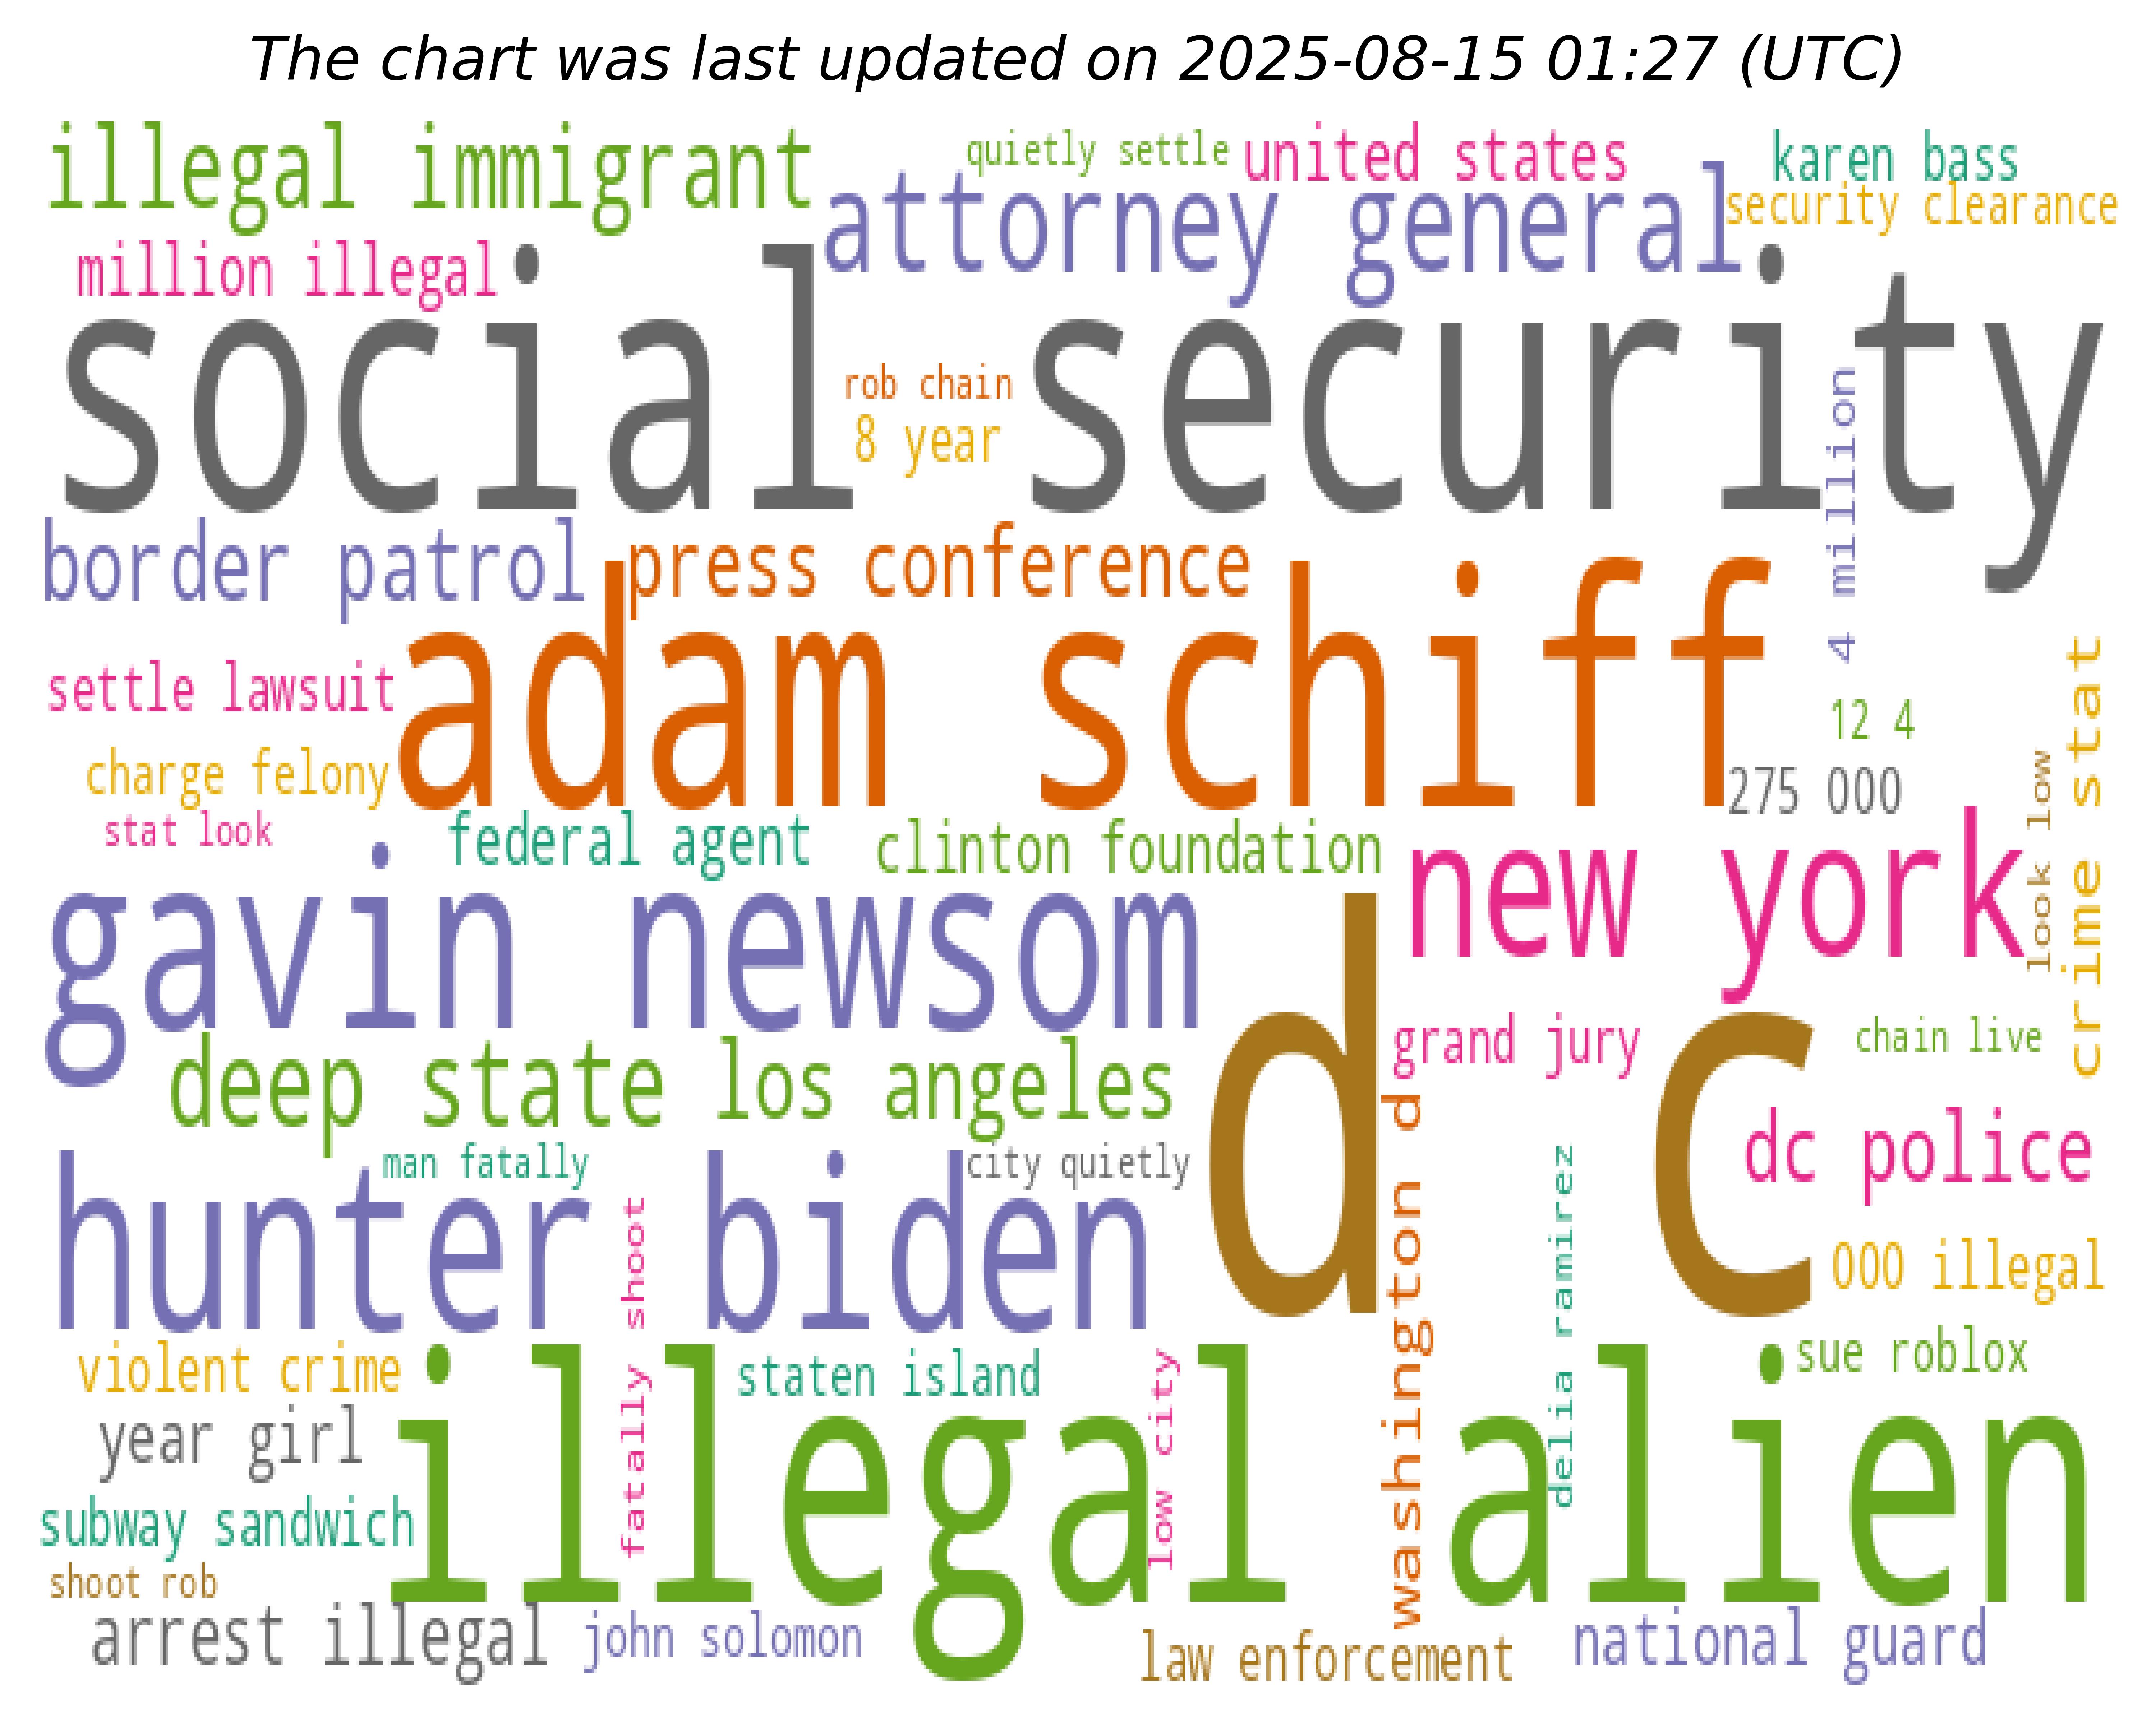 The chart was last updated on 2025-08-15 01:27 (UTC)
illegal immigrant
quietly settle
united states
karen bass
attorney general
security clearance
million illegal
social security
rob chain
8 year
4 million
border patrol
press conference
adam schiff
settle lawsuit
12 4
crime stat
charge felony
275 000
look low
stat look
federal agent
clinton foundation
new york
gavin newsom
d c
grand jury
chain live
deep state
los angeles
washington d
dc police
man fatally
city quietly
delia ramirez
hunter biden
fatally shoot
000 illegal
violent crime
staten island
low city
sue roblox
illegal alien
year girl
subway sandwich
shoot rob
arrest illegal
john solomon
law enforcement
national guard